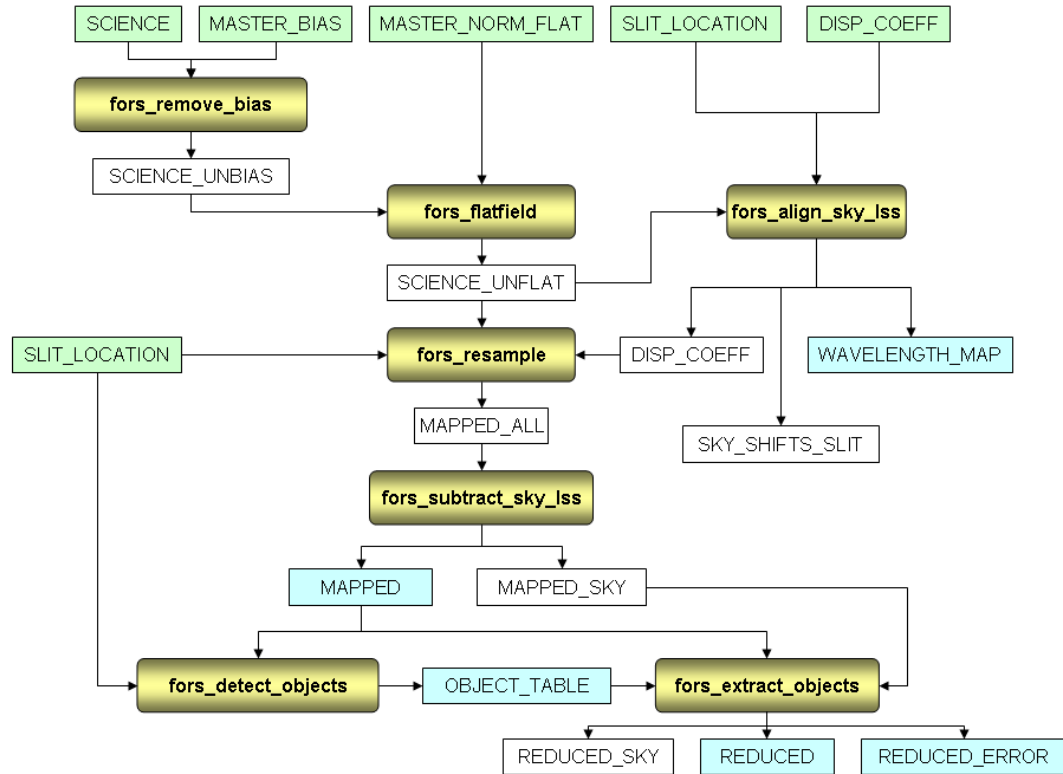 SCIENCE
MASTER_BIAS
MASTER_NORM_FLAT
SLIT_LOCATION
DISP_COEFF
fors_remove_bias
SCIENCE_UNBIAS
fors_flatfield
fors_align_sky_lss
SCIENCE_UNFLAT
SLIT_LOCATION
fors_resample
DISP_COEFF
WAVELENGTH_MAP
MAPPED_ALL
SKY_SHIFTS_SLIT
fors_subtract_sky_lss
MAPPED
MAPPED_SKY
fors_detect_objects
OBJECT_TABLE
fors_extract_objects
REDUCED_SKY
REDUCED
REDUCED_ERROR